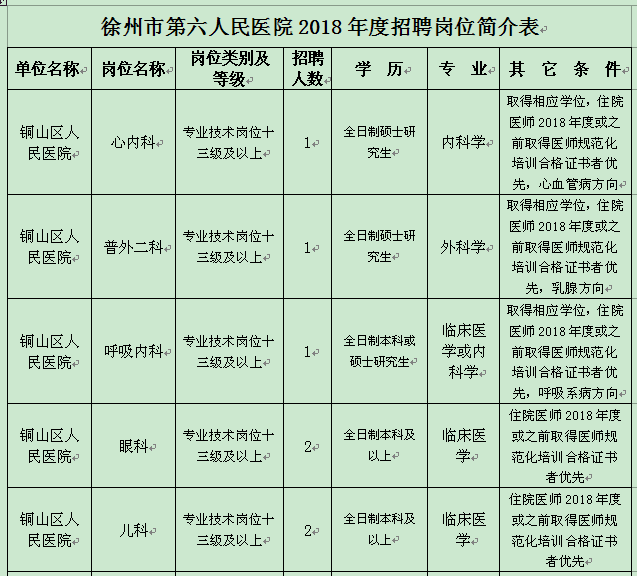 徐州市第六人民医院 2018 年度招聘岗位简介表
单位名称
岗位名称
岗位类别及
等级
招聘
人数
学 历
专 业
其 它 条 件
铜山区人
民医院
心内科
专业技术岗位十
三级及以上
1
全日制硕士研
究生
内科学
取得相应学位，住院
医师 2018 年度或之
前取得医师规范化
培训合格证书者优
先，心血管病方向
铜山区人
民医院
普外二科
专业技术岗位十
三级及以上
1
全日制硕士研
究生
外科学
取得相应学位，住院
医师 2018 年度或之
前取得医师规范化
培训合格证书者优
先，乳腺方向
铜山区人
民医院
呼吸内科
专业技术岗位十
三级及以上
1
全日制本科或
硕士研究生
临床医
学或内
科学
取得相应学位，住院
医师 2018 年度或之
前取得医师规范化
培训合格证书者优
先，呼吸系病方向
铜山区人
民医院
眼科
专业技术岗位十
三级及以上
2
全日制本科及
以上
临床医
学
住院医师 2018 年度
或之前取得医师规
范化培训合格证书
者优先
铜山区人
民医院
儿科
专业技术岗位十
三级及以上
2
全日制本科及
以上
临床医
学
住院医师 2018 年度
或之前取得医师规
范化培训合格证书
者优先